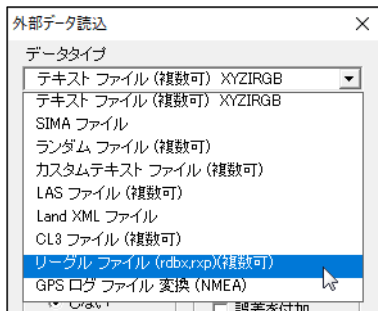 外部データ読込
データタイプ
テキスト ファイル (複数可) XYZIRGB
テキスト ファイル (複数可) XYZIRGB
SIMA ファイル
ランダム ファイル (複数可)
カスタムテキスト ファイル (複数可)
LAS ファイル (複数可)
Land XML ファイル
CL3 ファイル (複数可)
リーグル ファイル (rdbx,rxp)(複数可)
GPS ログ ファイル 変換 (NMEA)
しない
誤差を付加